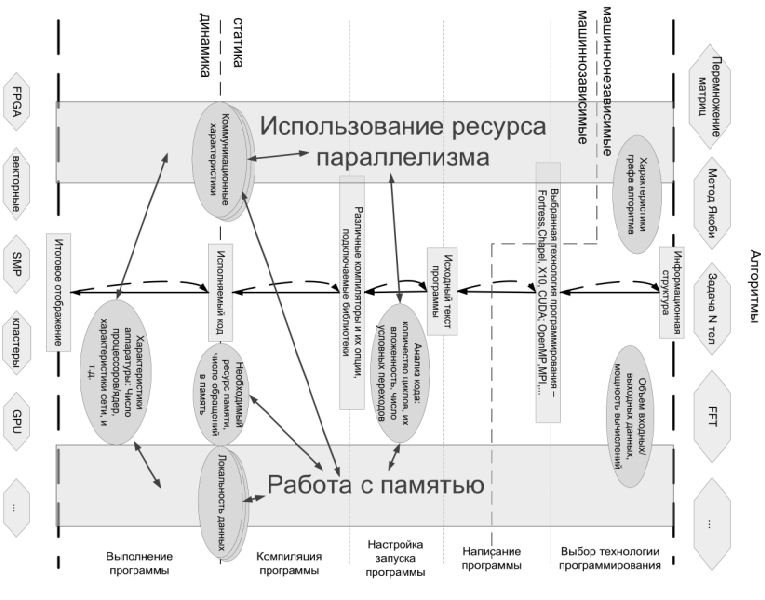 Алгоритмы
Перемножение
матриц
Метод Якоби
Задача N тел
FFT
...
машиннонезависимые
машиннозависимые
статика
динамика
Характеристики
графа алгоритма
Информационная
структура
Объем входных/
выходных данных,
мощность вычислений
Выбранная технология программирования –
Fortress,Chapel, X10, CUDA; OpenMP,MPI,...
Исходный текст
программы
Использование ресурса
параллелизма
Анализ кода:
количество циклов, их
вложенность, число
условных переходов
Различные компиляторы и их опции,
подключаемые библиотеки
Коммуникационные
характеристики
Исполняемый код
Необходимый
ресурс памяти,
число обращений
в память
Локальность данных
Работа с памятью
Итоговое отображение
Характеристики
аппаратуры: Число
процессоров/ядер,
характеристики сети, и
т.д.
FPGA
векторные
SMP
кластеры
GPU
...
Выполнение
программы
Компиляция
программы
Настройка
запуска
программы
Написание
программы
Выбор технологии
программирования